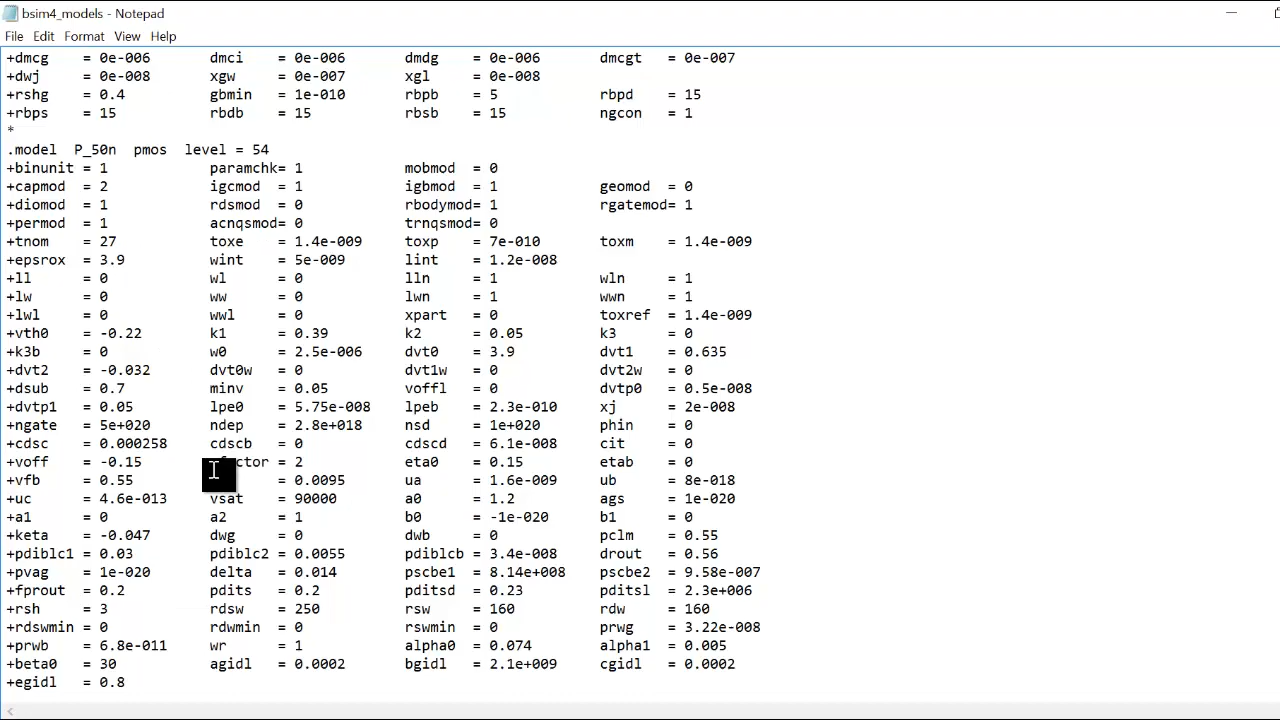 bsim4_models - Notepad
File Edit Format View Help
+dmcg = 0e-006 dmci = 0e-006 dmdg = 0e-006 dmcgt = 0e-007
+dwj = 0e-008 xgw = 0e-007 xgl = 0e-008
+rshg = 0.4 gbmin = 1e-010 rbpb = 5 rbpd = 15
+rbps = 15 rbdb = 15 rbsb = 15 ngcon = 1
*
.model P_50n pmos level = 54
+binunit = 1 paramchk= 1 mobmod = 0
+capmod = 2 igcmod = 1 igbmod = 1 geomod = 0
+diomod = 1 rdsmod = 0 rbodymod= 1 rgatemod= 1
+permod = 1 acnqsmod= 0 trnqsmod= 0
+tnom = 27 toxe = 1.4e-009 toxp = 7e-010 toxm = 1.4e-009
+epsrox = 3.9 wint = 5e-009 lint = 1.2e-008
+ll = 0 wl = 0 lln = 1 wln = 1
+lw = 0 ww = 0 lwn = 1 wwn = 1
+lwl = 0 wwl = 0 xpart = 0 toxref = 1.4e-009
+vth0 = -0.22 k1 = 0.39 k2 = 0.05 k3 = 0
+k3b = 0 w0 = 2.5e-006 dvt0 = 3.9 dvt1 = 0.635
+dvt2 = -0.032 dvt0w = 0 dvt1w = 0 dvt2w = 0
+dsub = 0.7 minv = 0.05 voffl = 0 dvtp0 = 0.5e-008
+dvtp1 = 0.05 lpe0 = 5.75e-008 lpeb = 2.3e-010 xj = 2e-008
+ngate = 5e+020 ndep = 2.8e+018 nsd = 1e+020 phin = 0
+cdsc = 0.000258 cdscb = 0 cdscd = 6.1e-008 cit = 0
+voff = -0.15 = 2 eta0 = 0.15 etab = 0
+vfb = 0.55 = 0.0095 ua = 1.6e-009 ub = 8e-018
+uc = 4.6e-013 vsat = 90000 a0 = 1.2 ags = 1e-020
+a1 = 0 a2 = 1 b0 = -1e-020 b1 = 0
+keta = -0.047 dwg = 0 dwb = 0 pclm = 0.55
+pdiblc1 = 0.03 pdiblc2 = 0.0055 pdiblcb = 3.4e-008 drout = 0.56
+pvag = 1e-020 delta = 0.014 pscbe1 = 8.14e+008 pscbe2 = 9.58e-007
+fprout = 0.2 pdits = 0.2 pditsd = 0.23 pditsl = 2.3e+006
+rsh = 3 rdsw = 250 rsw = 160 rdw = 160
+rdswmin = 0 rdwmin = 0 rswmin = 0 prwg = 3.22e-008
+prwb = 6.8e-011 wr = 1 alpha0 = 0.074 alpha1 = 0.005
+beta0 = 30 agidl = 0.0002 bgidl = 2.1e+009 cgidl = 0.0002
+egidl = 0.8